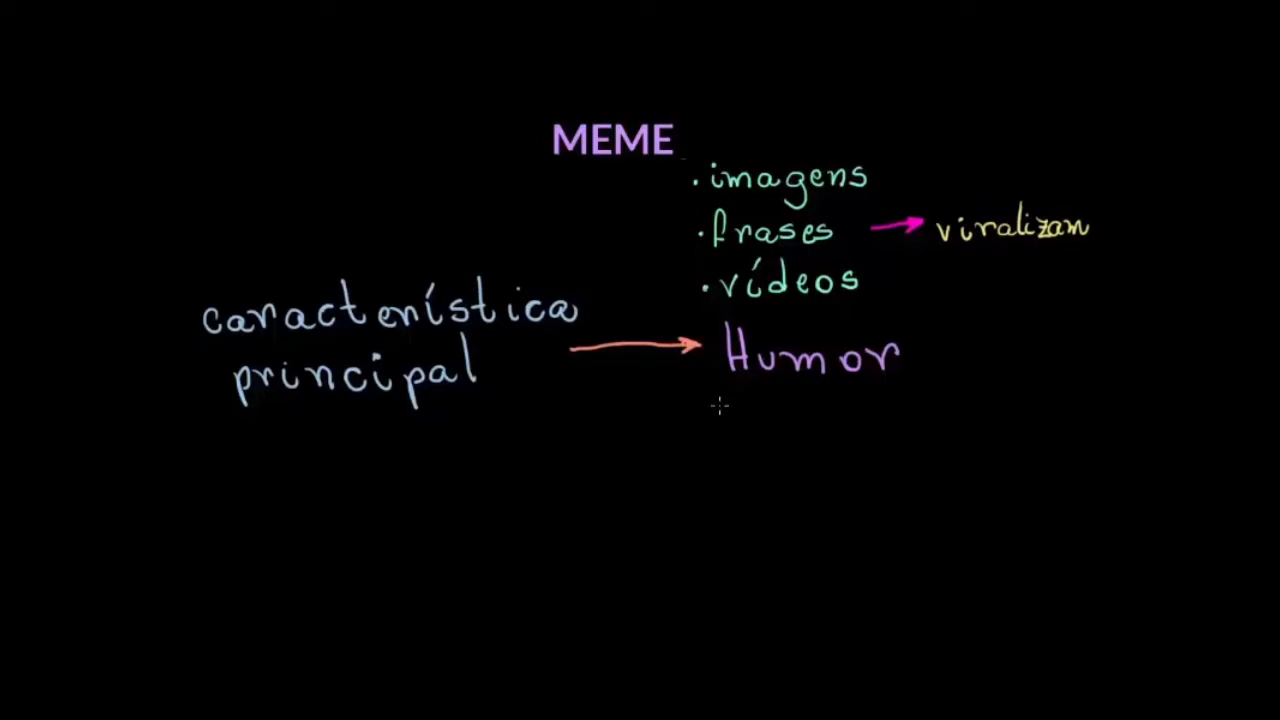 MEME
· imagens
· frases → viralizam
· vídeos
característica
principal → Humor